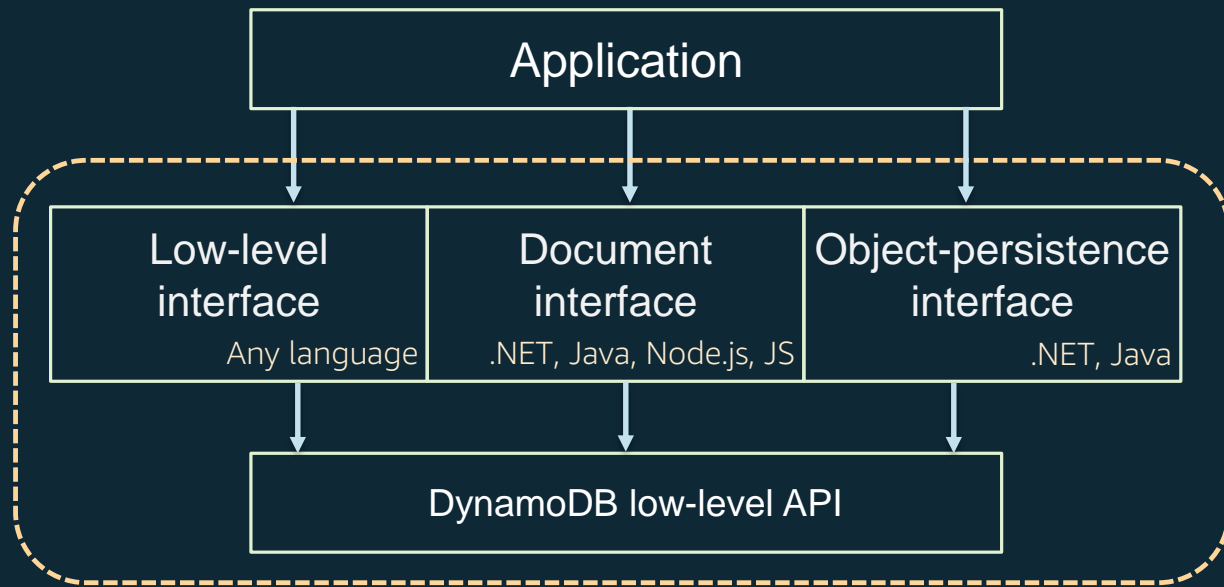 Application
Low-level
interface
Any language
Document
interface
.NET, Java, Node.js, JS
Object-persistence
interface
.NET, Java
DynamoDB low-level API